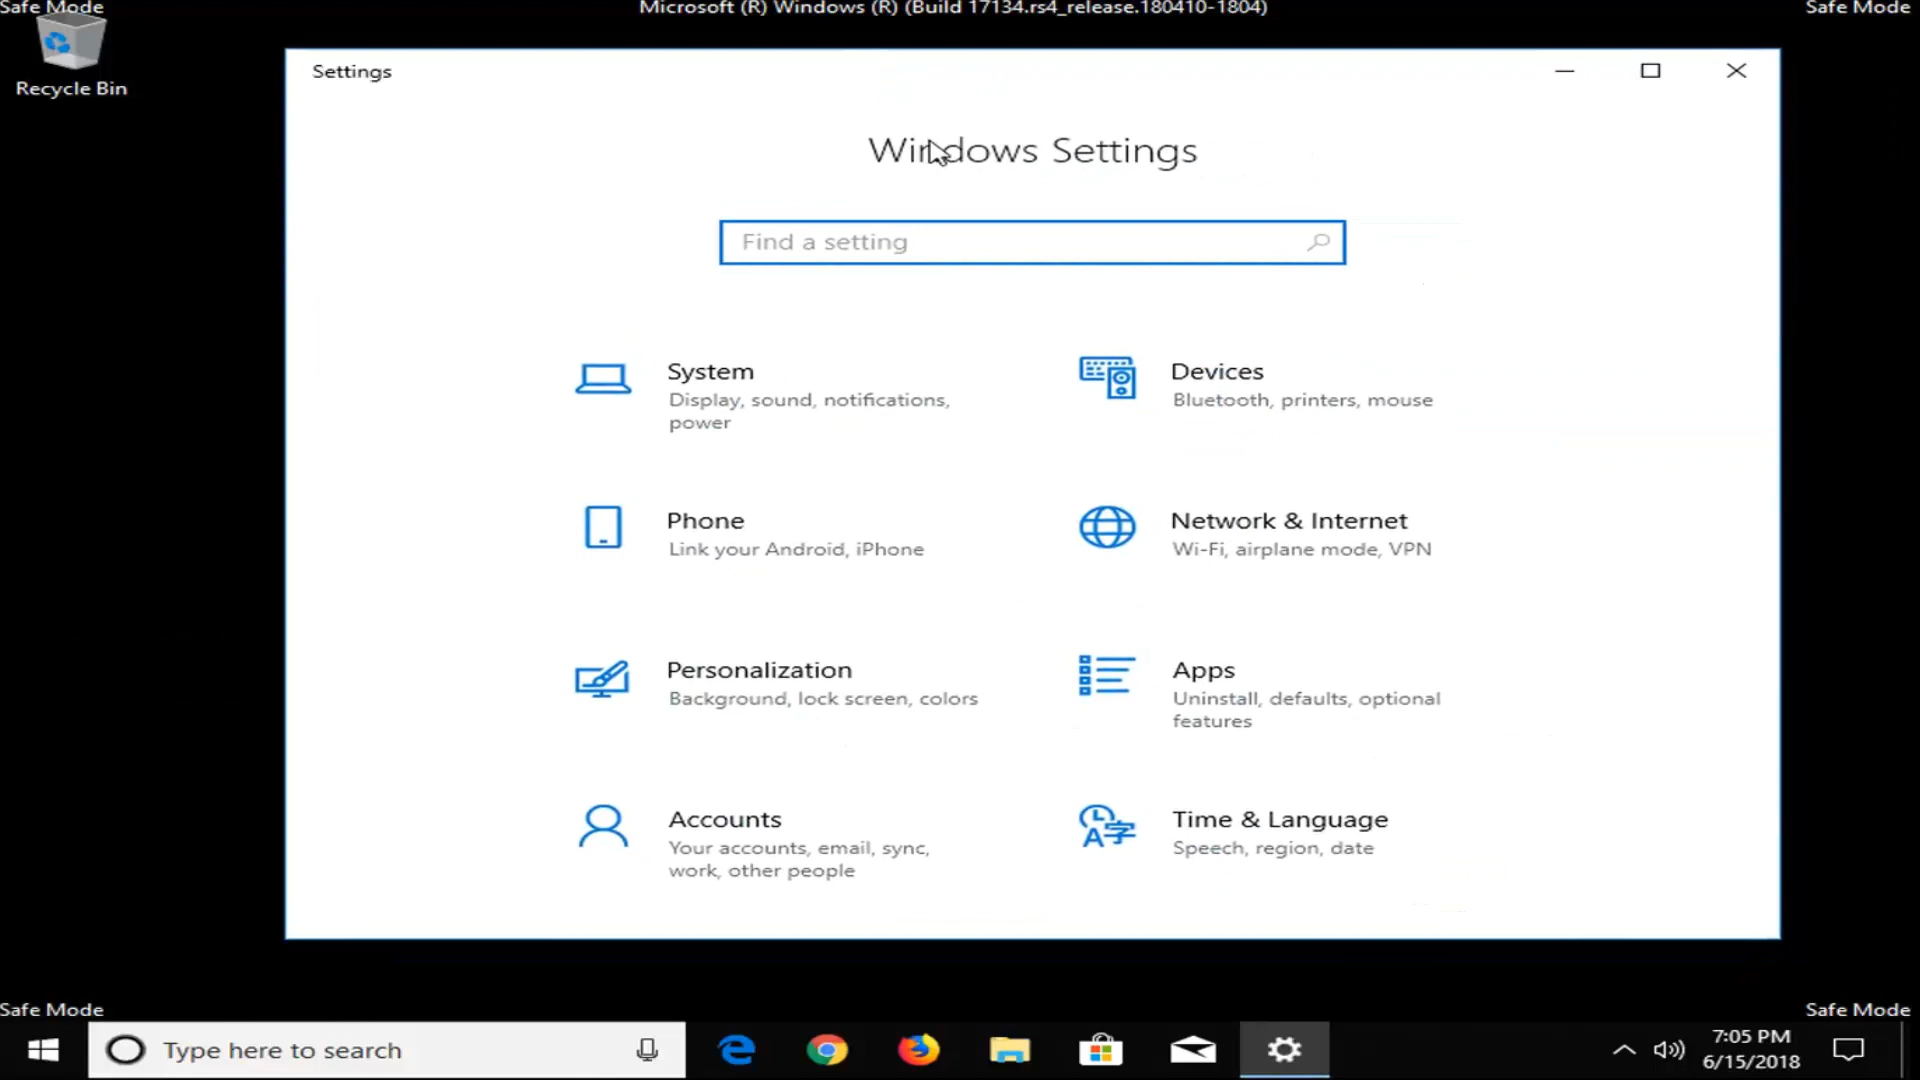 Safe Mode
Microsoft (R) Windows (R) (Build 17134.rs4_release.180410-1804)
Safe Mode
Recycle Bin
Settings
Windows Settings
Find a setting
System
Display, sound, notifications,
power
Devices
Bluetooth, printers, mouse
Phone
Link your Android, iPhone
Network & Internet
Wi-Fi, airplane mode, VPN
Personalization
Background, lock screen, colors
Apps
Uninstall, defaults, optional
features
Accounts
Your accounts, email, sync,
work, other people
Time & Language
Speech, region, date
Safe Mode
Safe Mode
Type here to search
7:05 PM
6/15/2018